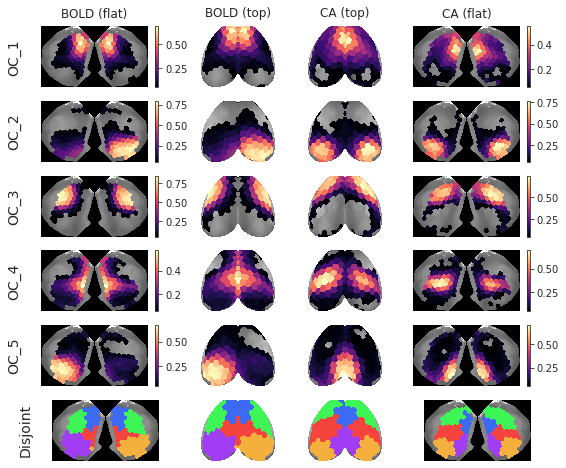 BOLD (flat) BOLD (top) CA (top) CA (flat)
OC_1 0.50 0.25 0.4 0.2
OC_2 0.75 0.50 0.25 0.75 0.50 0.25
OC_3 0.75 0.50 0.25 0.50 0.25
OC_4 0.4 0.2 0.50 0.25
OC_5 0.50 0.25 0.50 0.25
Disjoint